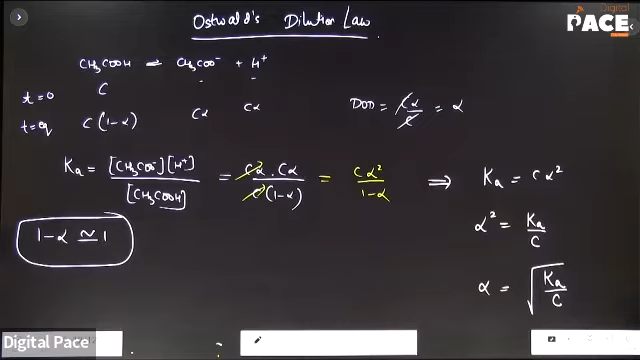 Ostwald's Dilution Law
Digital
PACE
CH₃COOH ⇌ CH₃COO⁻ + H⁺
t=0 C - -
t=eq C(1-α) Cα Cα
DOD = Cα/C = α
Ka = [CH₃COO⁻][H⁺]/[CH₃COOH] = Cα.Cα/C(1-α) = Cα²/1-α ⇒ Ka = Cα²
1-α ≃ 1
α² = Ka/C
α = √Ka/C
Digital Pace